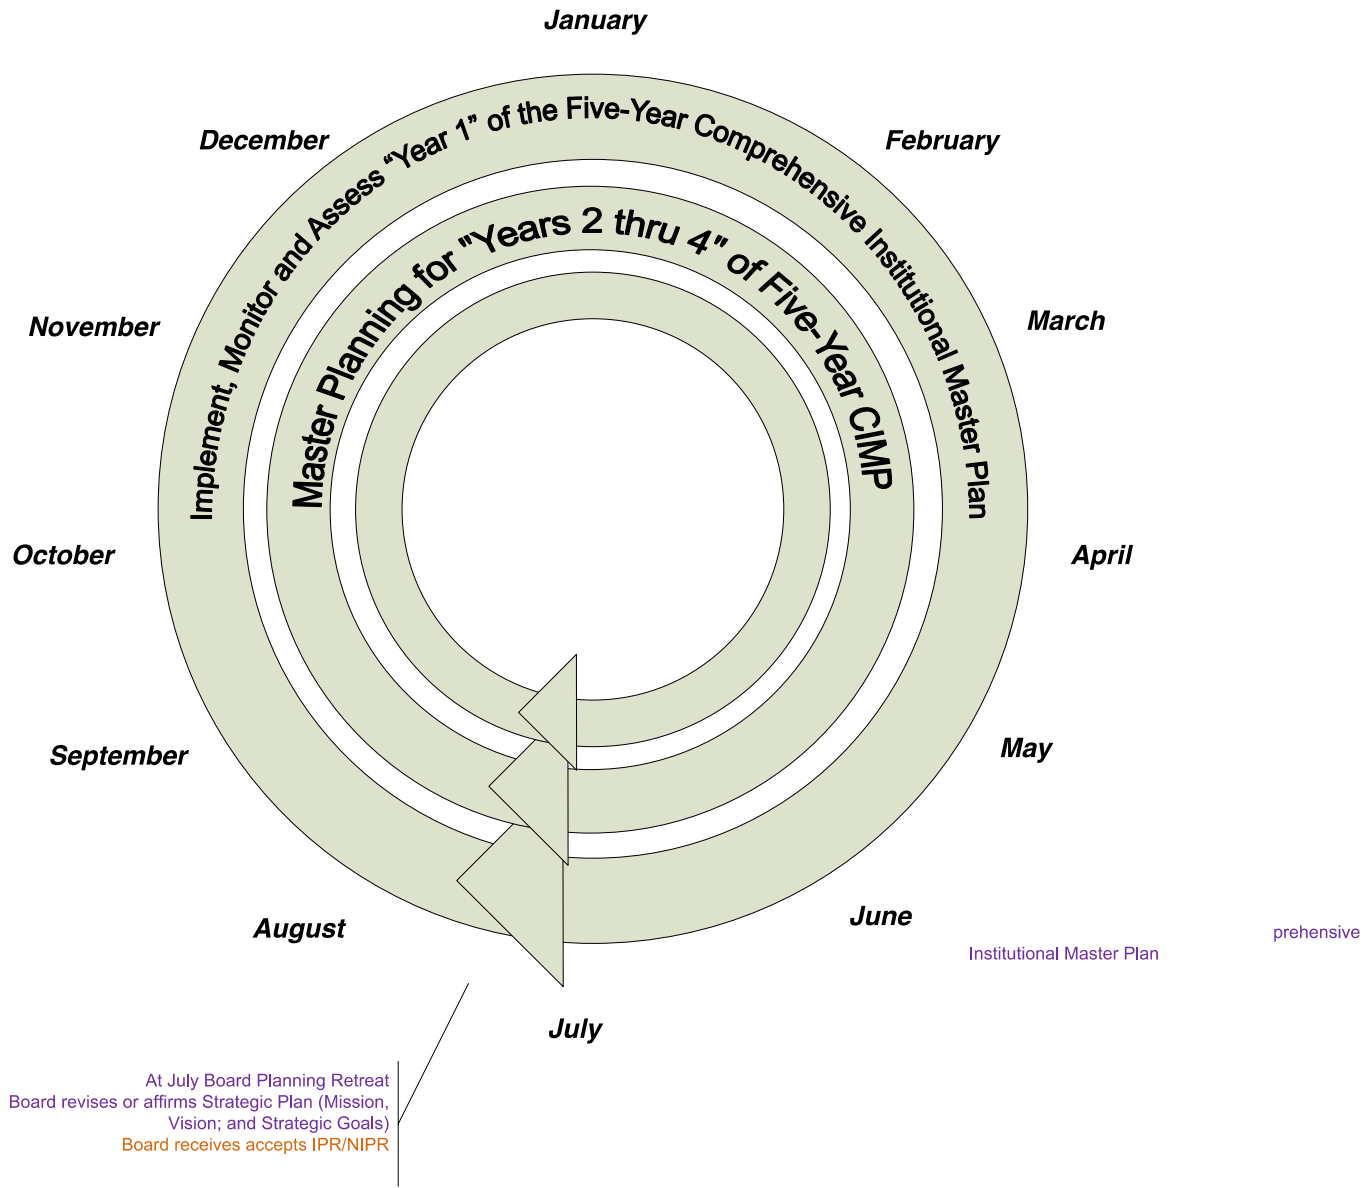 January
December
February
Implement, Monitor and Assess “Year 1” of the Five-Year Comprehensive Institutional Master Plan
Master Planning for "Years 2 thru 4" of Five-Year CIMP
November
March
October
April
September
May
August
June
prehensive
Institutional Master Plan
July
At July Board Planning Retreat
Board revises or affirms Strategic Plan (Mission,
Vision; and Strategic Goals)
Board receives accepts IPR/NIPR